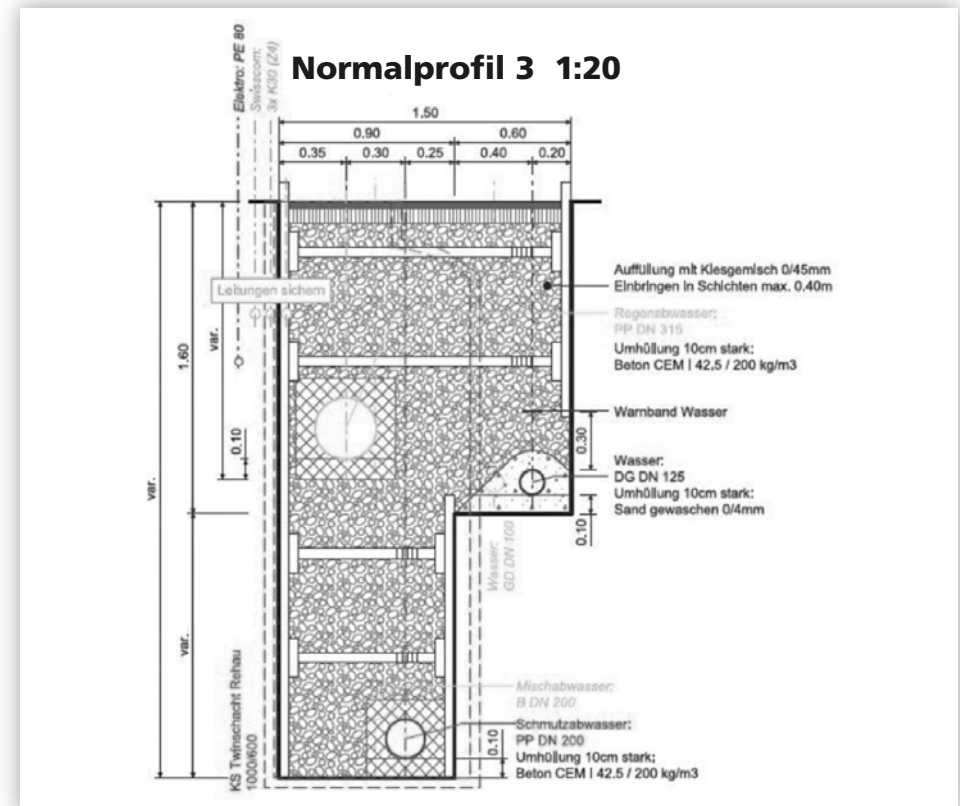 Normalprofil 3 1:20
Elektro: PE 80
Swisscom:
3x K30 (Z4)
1.50
0.90
0.60
0.35
0.30
0.25
0.40
0.20
Leitungen sichern
var.
1.60
var.
0.10
var.
var.
Auffüllung mit Kiesgemisch 0/45mm
Einbringen in Schichten max. 0.40m
Regenabwasser:
PP DN 315
Umhüllung 10cm stark:
Beton CEM I 42,5 / 200 kg/m3
Warnband Wasser
0.30
Wasser:
DG DN 125
Umhüllung 10cm stark:
Sand gewaschen 0/4mm
0.10
Wasser:
GD DN 100
KS Twinschacht Rehau
1000/600
Mischabwasser:
B DN 200
Schmutzabwasser:
PP DN 200
0.10
Umhüllung 10cm stark:
Beton CEM I 42.5 / 200 kg/m3